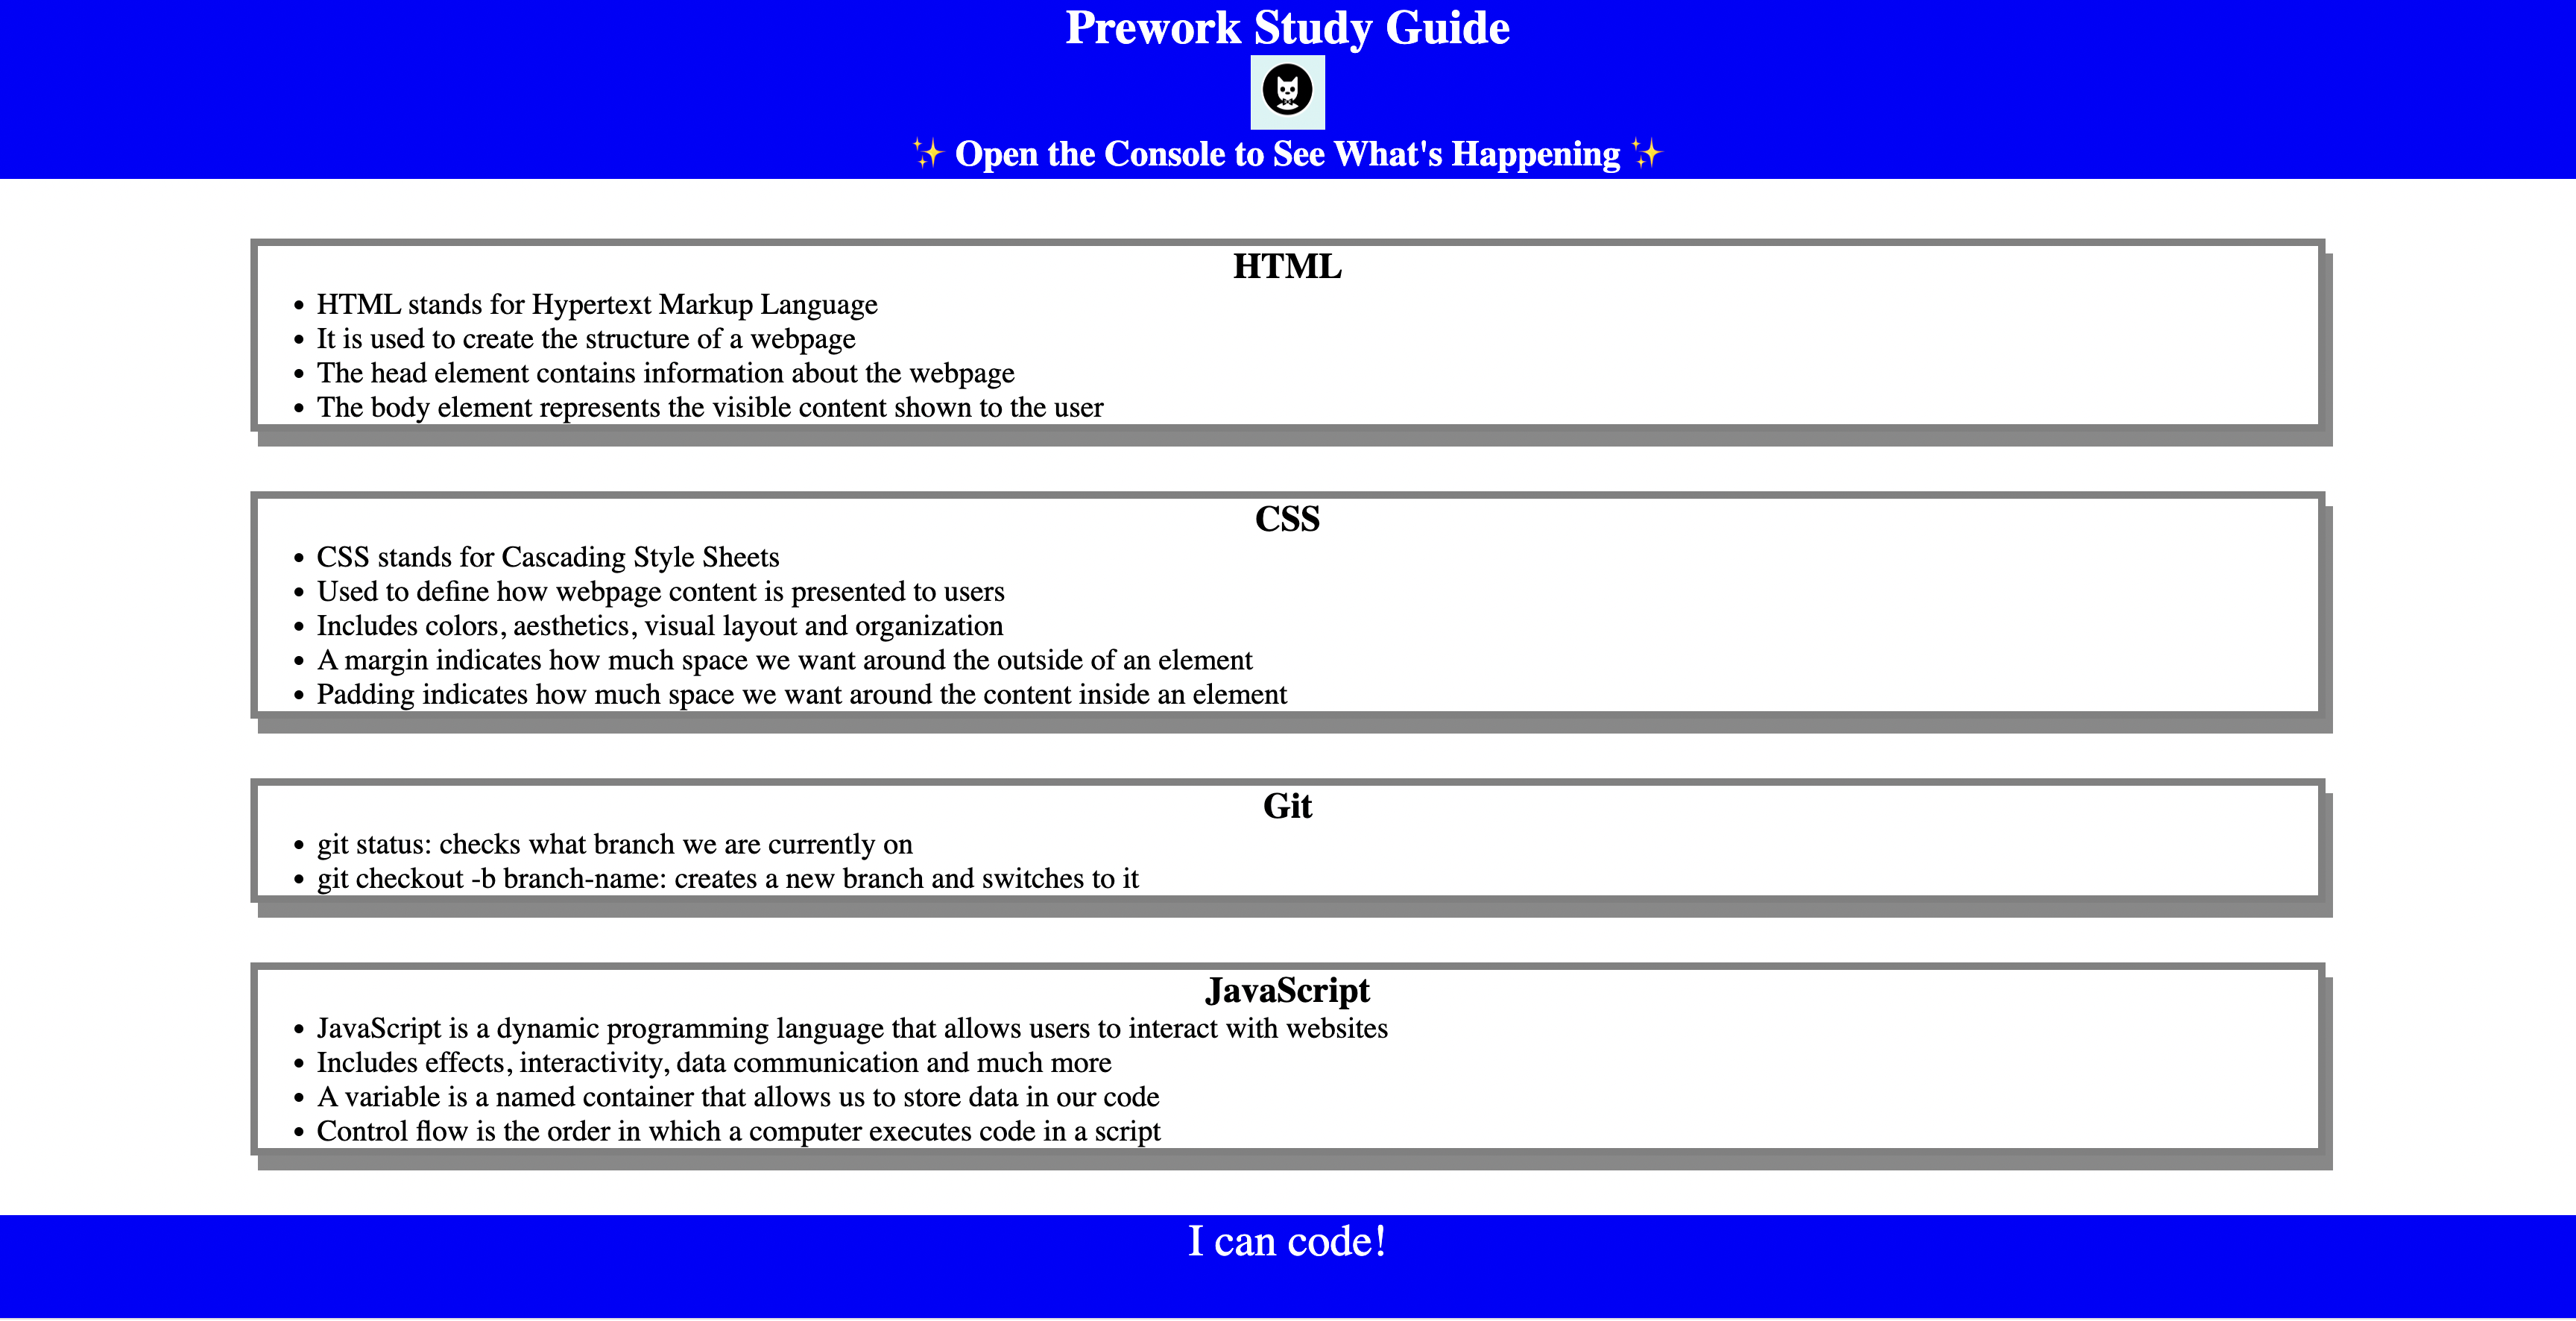 Prework Study Guide
✨ Open the Console to See What's Happening ✨
HTML
• HTML stands for Hypertext Markup Language
• It is used to create the structure of a webpage
• The head element contains information about the webpage
• The body element represents the visible content shown to the user
CSS
• CSS stands for Cascading Style Sheets
• Used to define how webpage content is presented to users
• Includes colors, aesthetics, visual layout and organization
• A margin indicates how much space we want around the outside of an element
• Padding indicates how much space we want around the content inside an element
Git
• git status: checks what branch we are currently on
• git checkout -b branch-name: creates a new branch and switches to it
JavaScript
• JavaScript is a dynamic programming language that allows users to interact with websites
• Includes effects, interactivity, data communication and much more
• A variable is a named container that allows us to store data in our code
• Control flow is the order in which a computer executes code in a script
I can code!